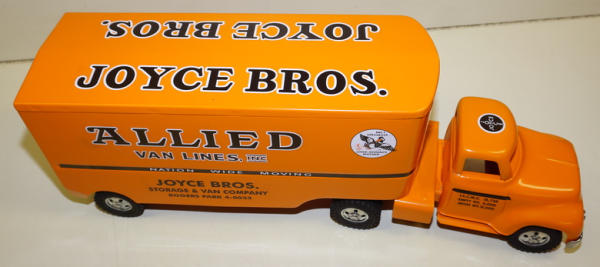 JOYCE BROS.
JOYCE BROS.
ALLIED
VAN LINES, INC
NATION WIDE MOVING
JOYCE BROS.
STORAGE & VAN COMPANY
ROGERS PARK 4-0033